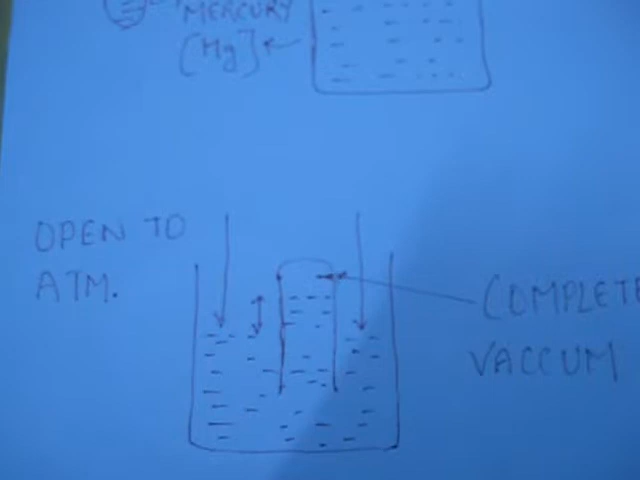 MERCURY
[Hg]
OPEN TO
ATM.
COMPLETE
VACCUM